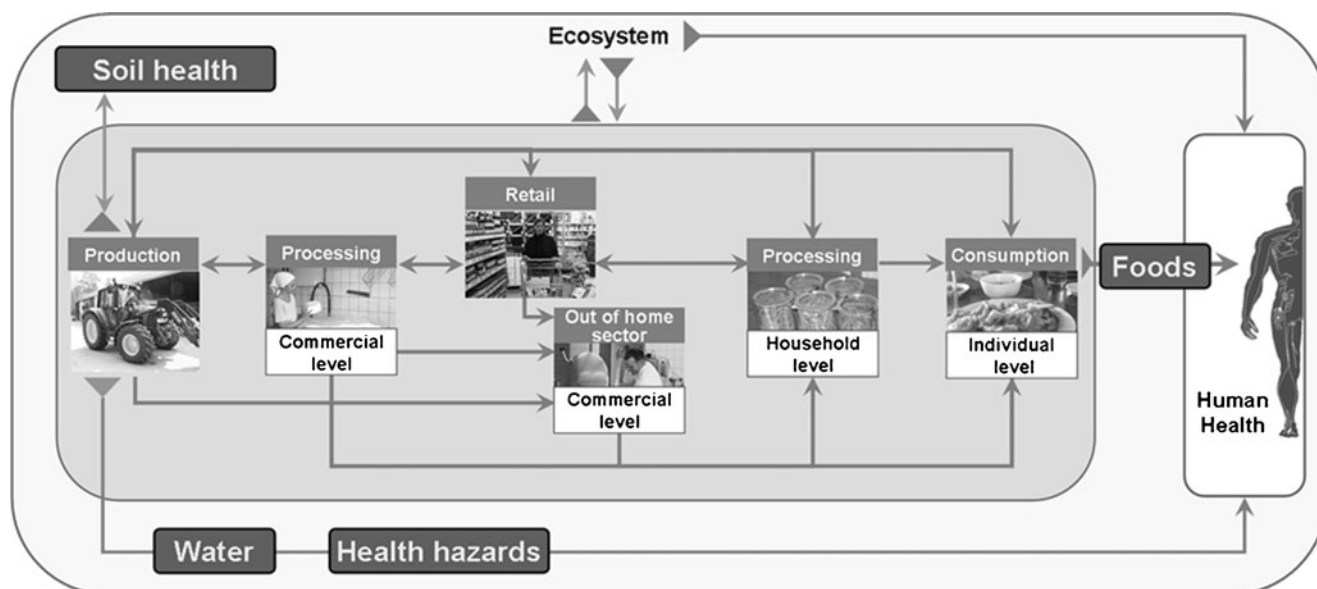 Ecosystem
Soil health
Retail
Production
Processing
Commercial
level
Out of home
sector
Commercial
level
Processing
Household
level
Consumption
Individual
level
Foods
Human
Health
Water
Health hazards